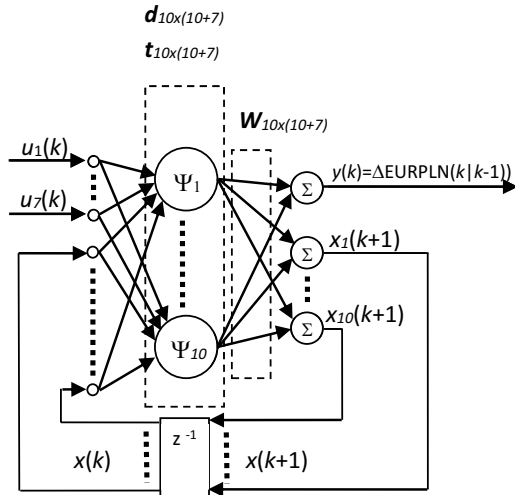 d10x(10+7)
t10x(10+7)
W10x(10+7)
u1(k)
Ψ1
Σ
y(k)=ΔEURPLN(k|k-1))
u7(k)
Σ
x1(k+1)
Ψ10
Σ
x10(k+1)
z -1
x(k)
x(k+1)